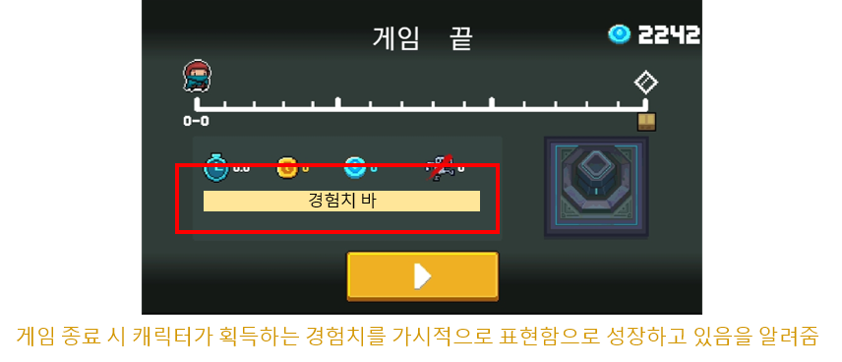 게임 끝
2242
0-0
0.0 0 0 0
경험치 바
게임 종료 시 캐릭터가 획득하는 경험치를 가시적으로 표현함으로 성장하고 있음을 알려줌